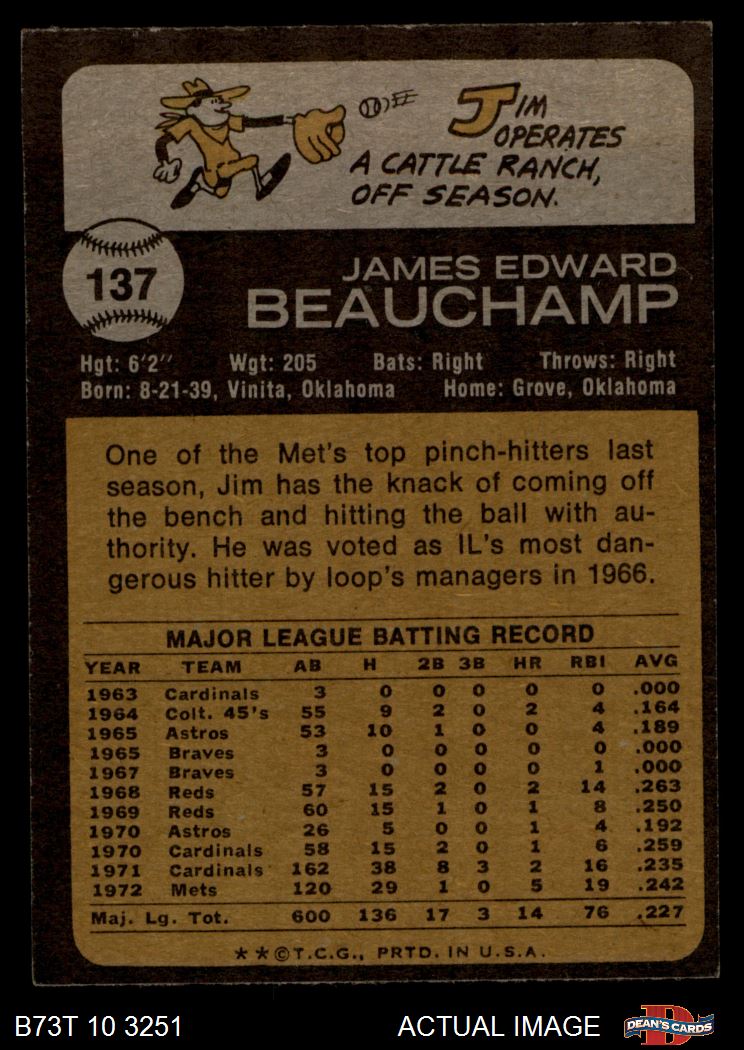 JIM
OPERATES
A CATTLE RANCH,
OFF SEASON.
137
JAMES EDWARD
BEAUCHAMP
Hgt: 6'2" Wgt: 205 Bats: Right Throws: Right
Born: 8-21-39, Vinita, Oklahoma Home: Grove, Oklahoma
One of the Met's top pinch-hitters last
season, Jim has the knack of coming off
the bench and hitting the ball with au-
thority. He was voted as IL's most dan-
gerous hitter by loop's managers in 1966.
MAJOR LEAGUE BATTING RECORD
YEAR TEAM AB H 2B 3B HR RBI AVG
1963 Cardinals 3 0 0 0 0 0 .000
1964 Colt. 45's 55 9 2 0 2 4 .164
1965 Astros 53 10 1 0 0 4 .189
1965 Braves 3 0 0 0 0 0 .000
1967 Braves 3 0 0 0 0 1 .000
1968 Reds 57 15 2 0 2 14 .263
1969 Reds 60 15 1 0 1 8 .250
1970 Astros 26 5 0 0 1 4 .192
1970 Cardinals 58 15 2 0 1 6 .259
1971 Cardinals 162 38 8 3 2 16 .235
1972 Mets 120 29 1 0 5 19 .242
Maj. Lg. Tot. 600 136 17 3 14 76 .227
★★©T.C.G., PRTD. IN U.S.A.
B73T 10 3251 ACTUAL IMAGE D DEAN'S CARDS